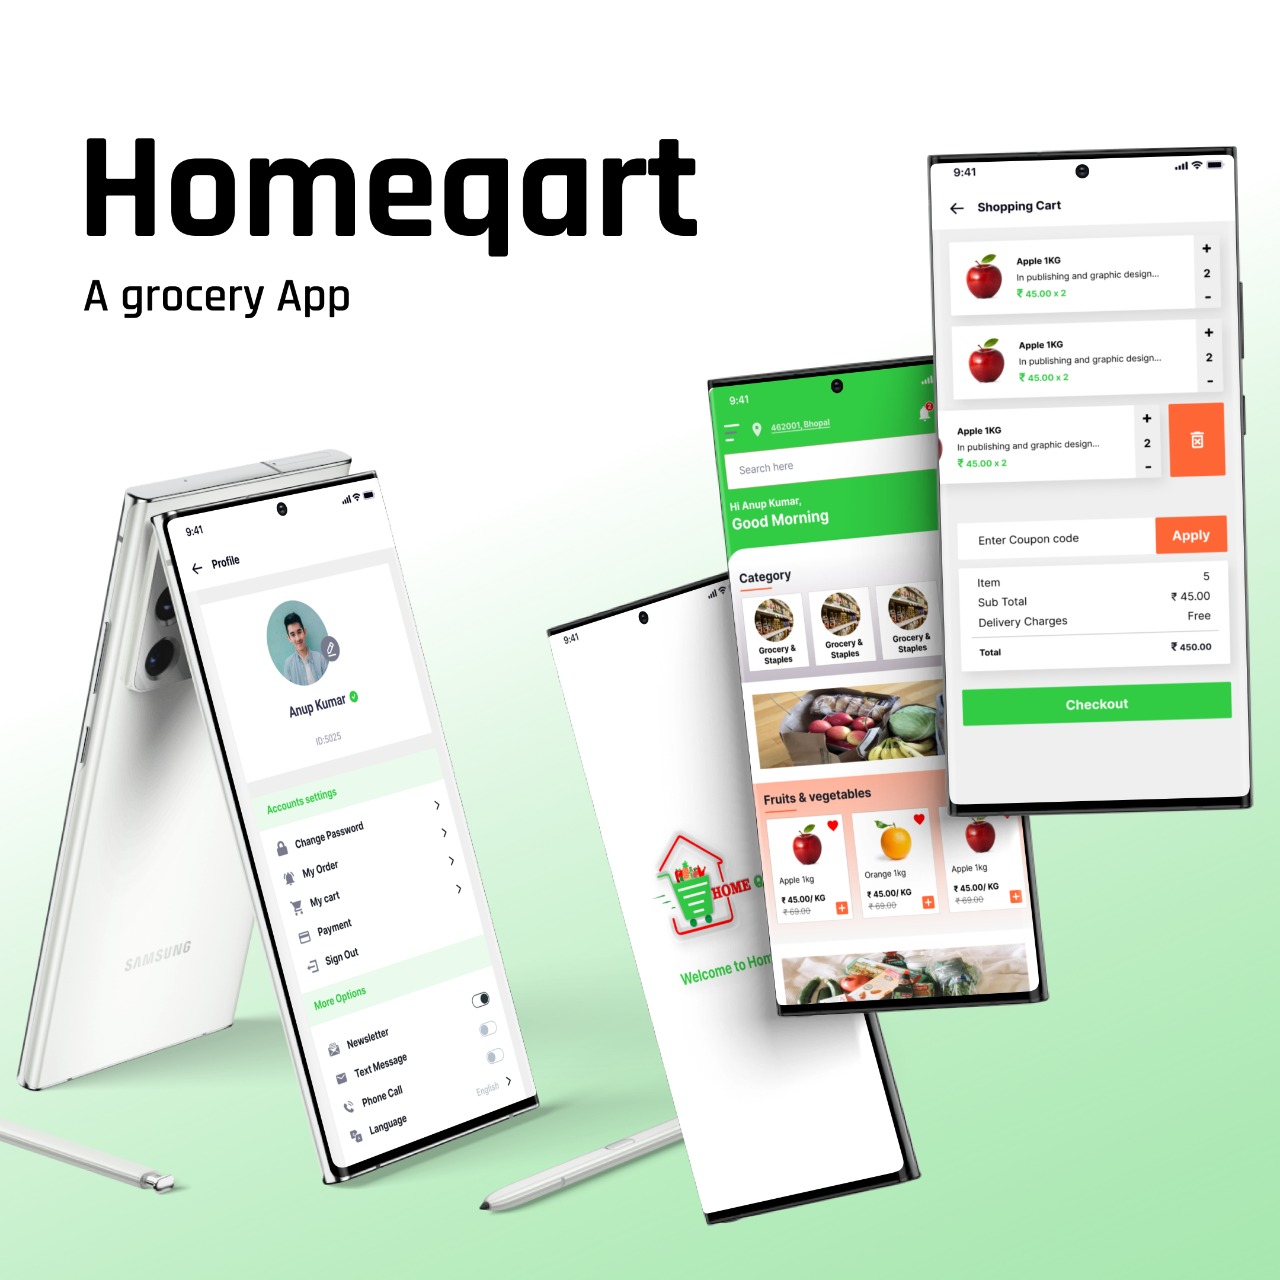 Homeqart
A grocery App
9:41
Shopping Cart
Apple 1KG
In publishing and graphic design...
₹ 45.00 x 2
+
2
-
Apple 1KG
In publishing and graphic design...
₹ 45.00 x 2
+
2
-
Apple 1KG
In publishing and graphic design...
₹ 45.00 x 2
+
2
-
Enter Coupon code
Apply
Item 5
Sub Total ₹ 45.00
Delivery Charges Free
Total ₹ 450.00
Checkout
9:41
462001, Bhopal
2
Search here
Hi Anup Kumar,
Good Morning
Category
Grocery &
Staples
Grocery &
Staples
Grocery &
Staples
Fruits & vegetables
Apple 1kg
₹ 45.00/ KG
₹ 69.00
Orange 1kg
₹ 45.00/ KG
₹ 69.00
Apple 1kg
₹ 45.00/ KG
₹ 69.00
9:41
HOME
Welcome to
9:41
Profile
Anup Kumar
ID:5025
Accounts settings
Change Password
My Order
My cart
Payment
Sign Out
More Options
Newsletter
Text Message
Phone Call
Language English
SAMSUNG